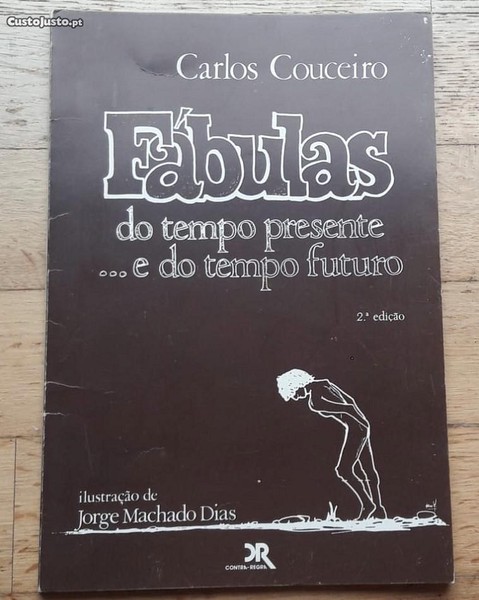 CustoJusto.pt
Carlos Couceiro
Fábulas
do tempo presente
... e do tempo futuro
2.ª edição
ilustração de
Jorge Machado Dias
CR
CONTRA-REGRA